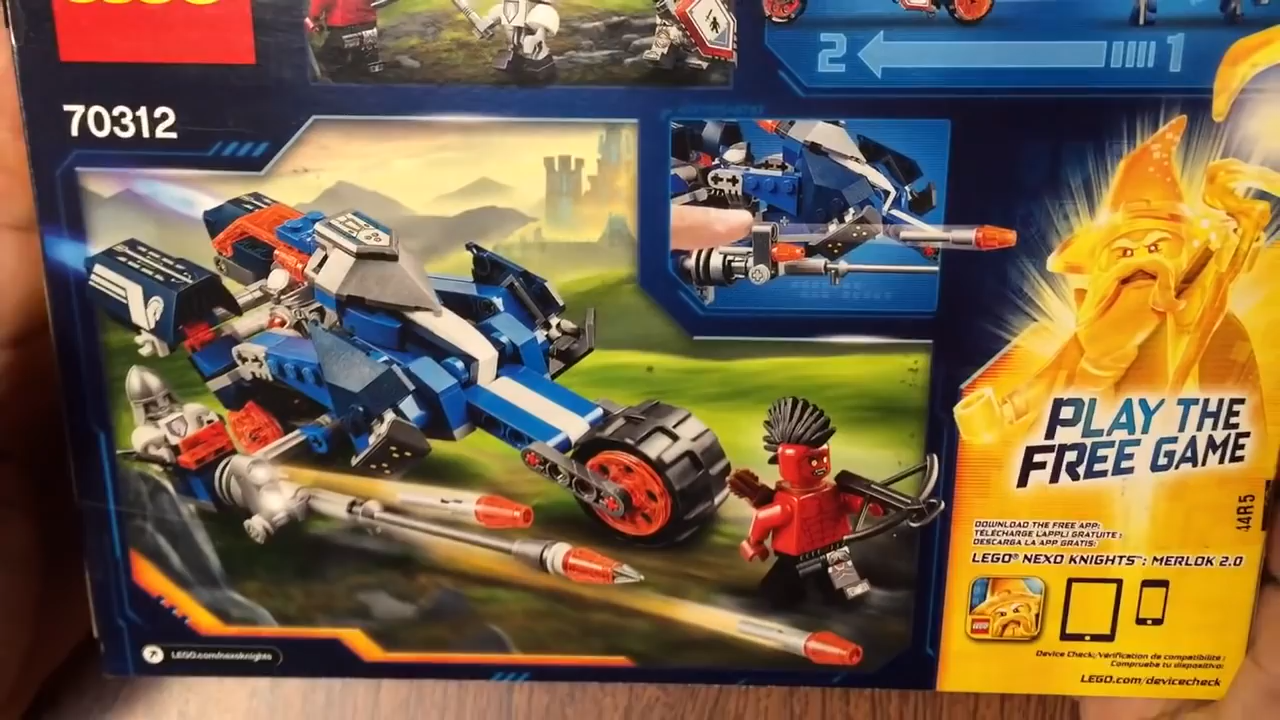 2
1
70312
PLAY THE
FREE GAME
44R5
DOWNLOAD THE FREE APP:
TÉLÉCHARGE L'APPLI GRATUITE :
DESCARGA LA APP GRATIS:
LEGO® NEXO KNIGHTS™: MERLOK 2.0
LEGO
Device Check/Vérification de compatibilité :
Comprueba tu dispositivo:
LEGO.com/devicecheck
LEGO.com/nexoknights